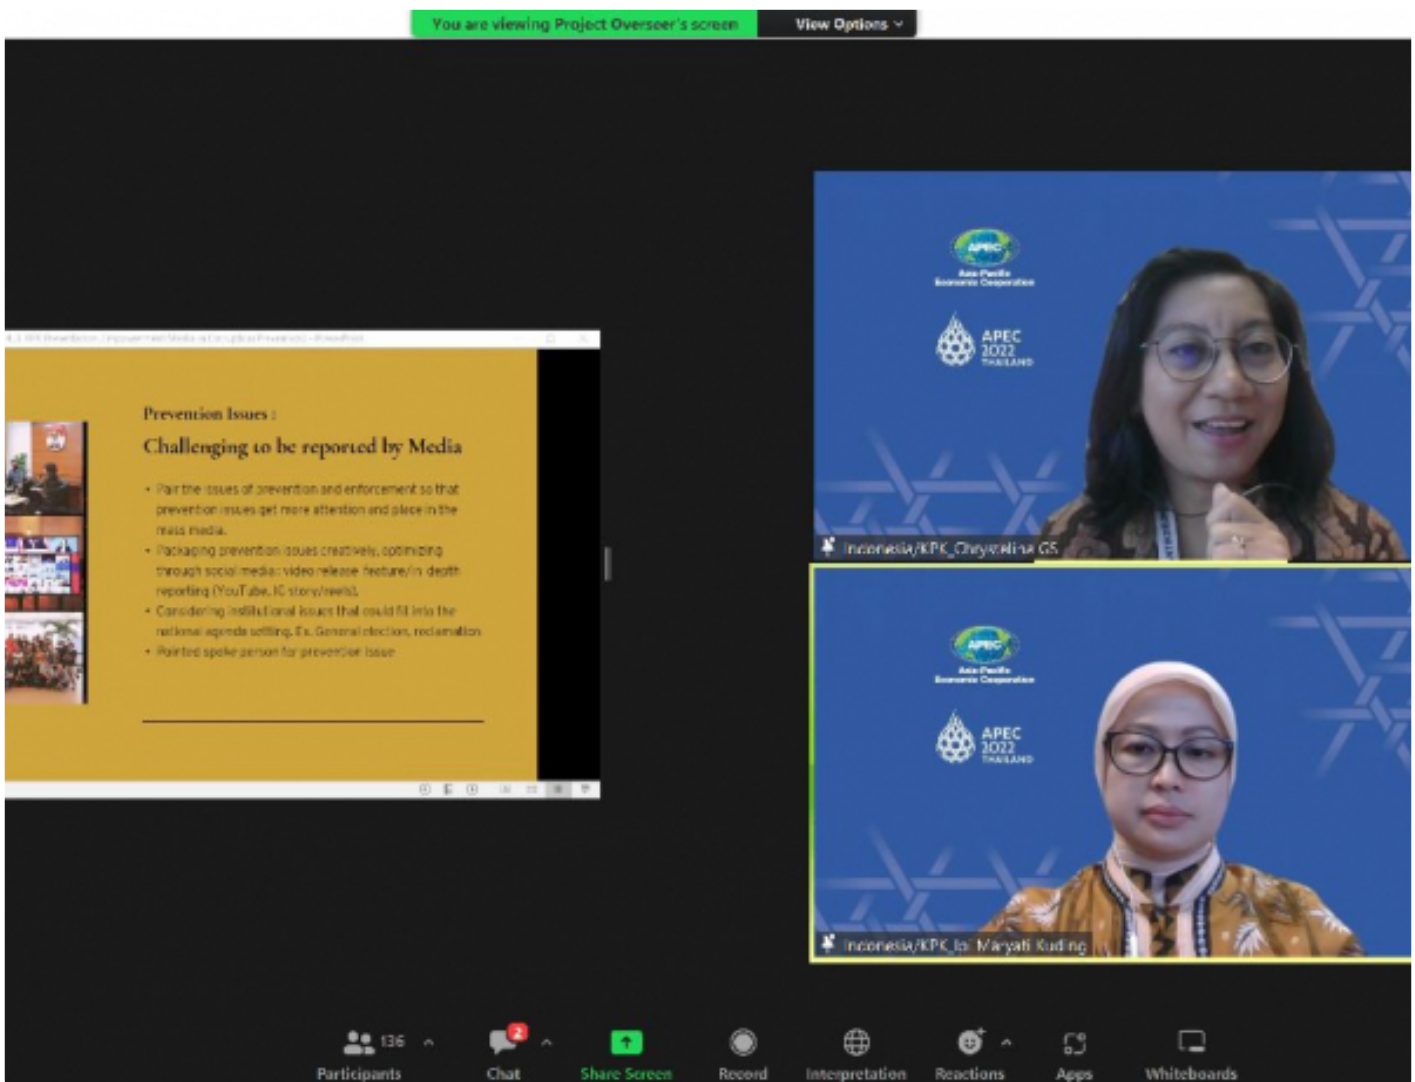 You are viewing Project Overseer's screen
View Options
Prevention Issues :
Challenging to be reported by Media
• Pair the issues of prevention and enforcement so that
prevention issues get more attention and place in the
mass media.
• Packaging prevention issues creatively, optimizing
through social media: video release feature/in depth
reporting (YouTube, IG story/reels).
• Considering institutional issues that could fill into the
national agenda setting. Ex. General election, reclamation
• Pointed spoke person for prevention issue
APEC
Asia-Pacific
Economic Cooperation
APEC
2022
THAILAND
Indonesia/KPK_Chrystelina GS
APEC
Asia-Pacific
Economic Cooperation
APEC
2022
THAILAND
Indonesia/KPK_Ipi Maryati Kuding
136
2
Participants
Chat
Share Screen
Record
Interpretation
Reactions
Apps
Whiteboards